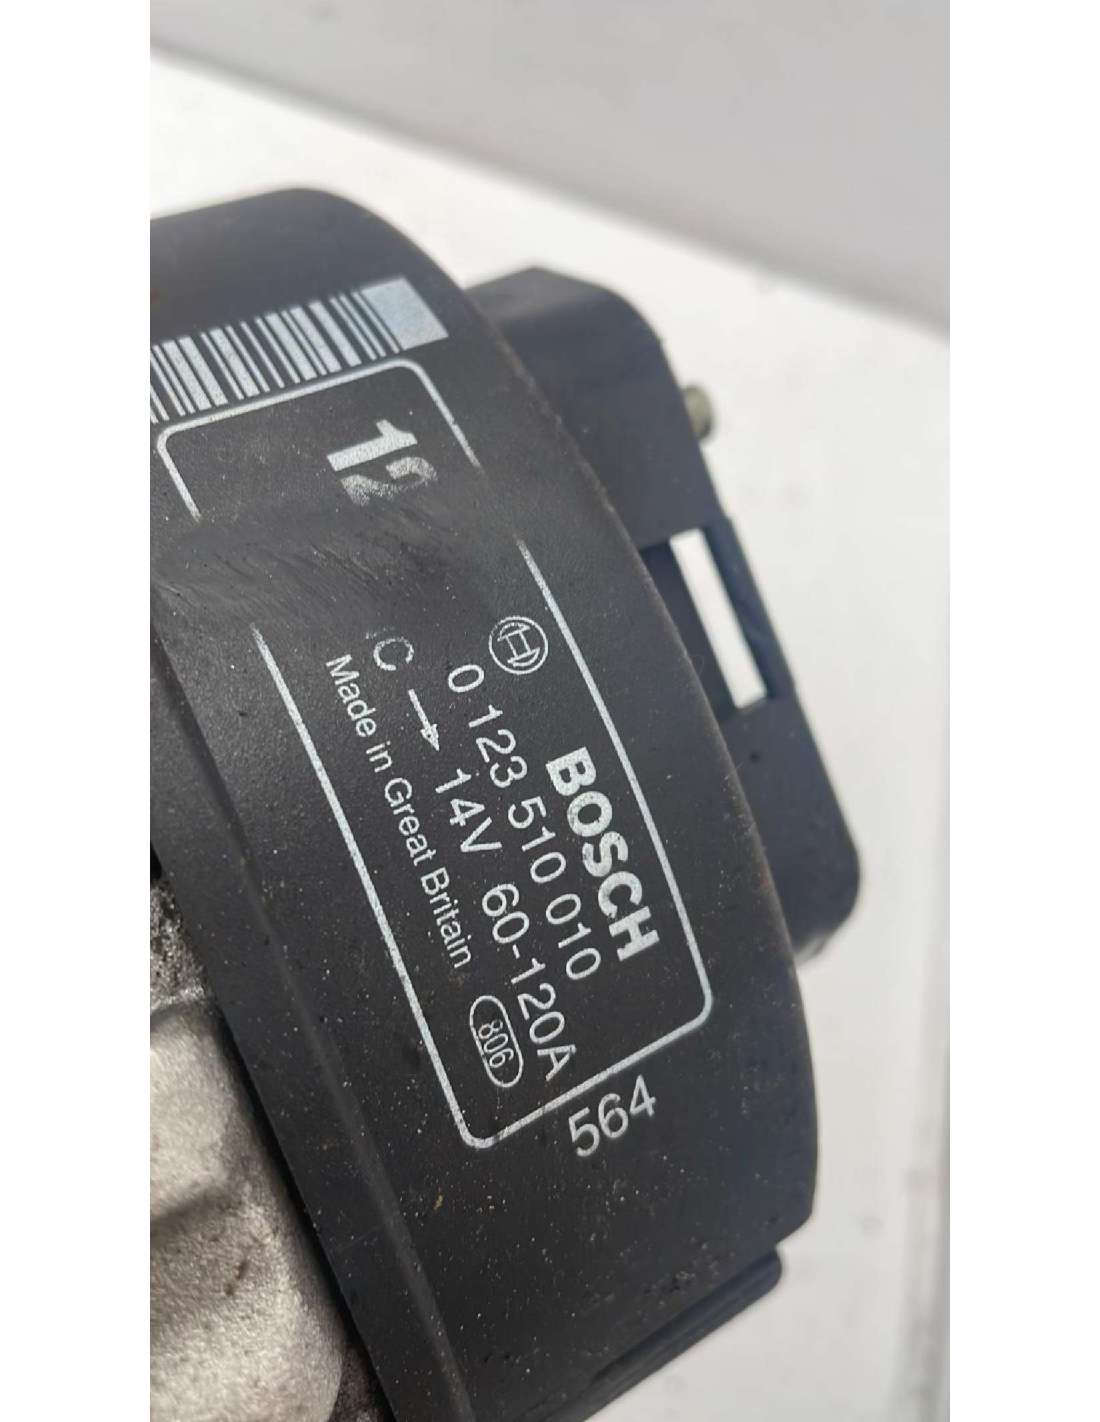 12
BOSCH
0 123 510 010
C → 14V 60-120A
Made in Great Britain
806
564